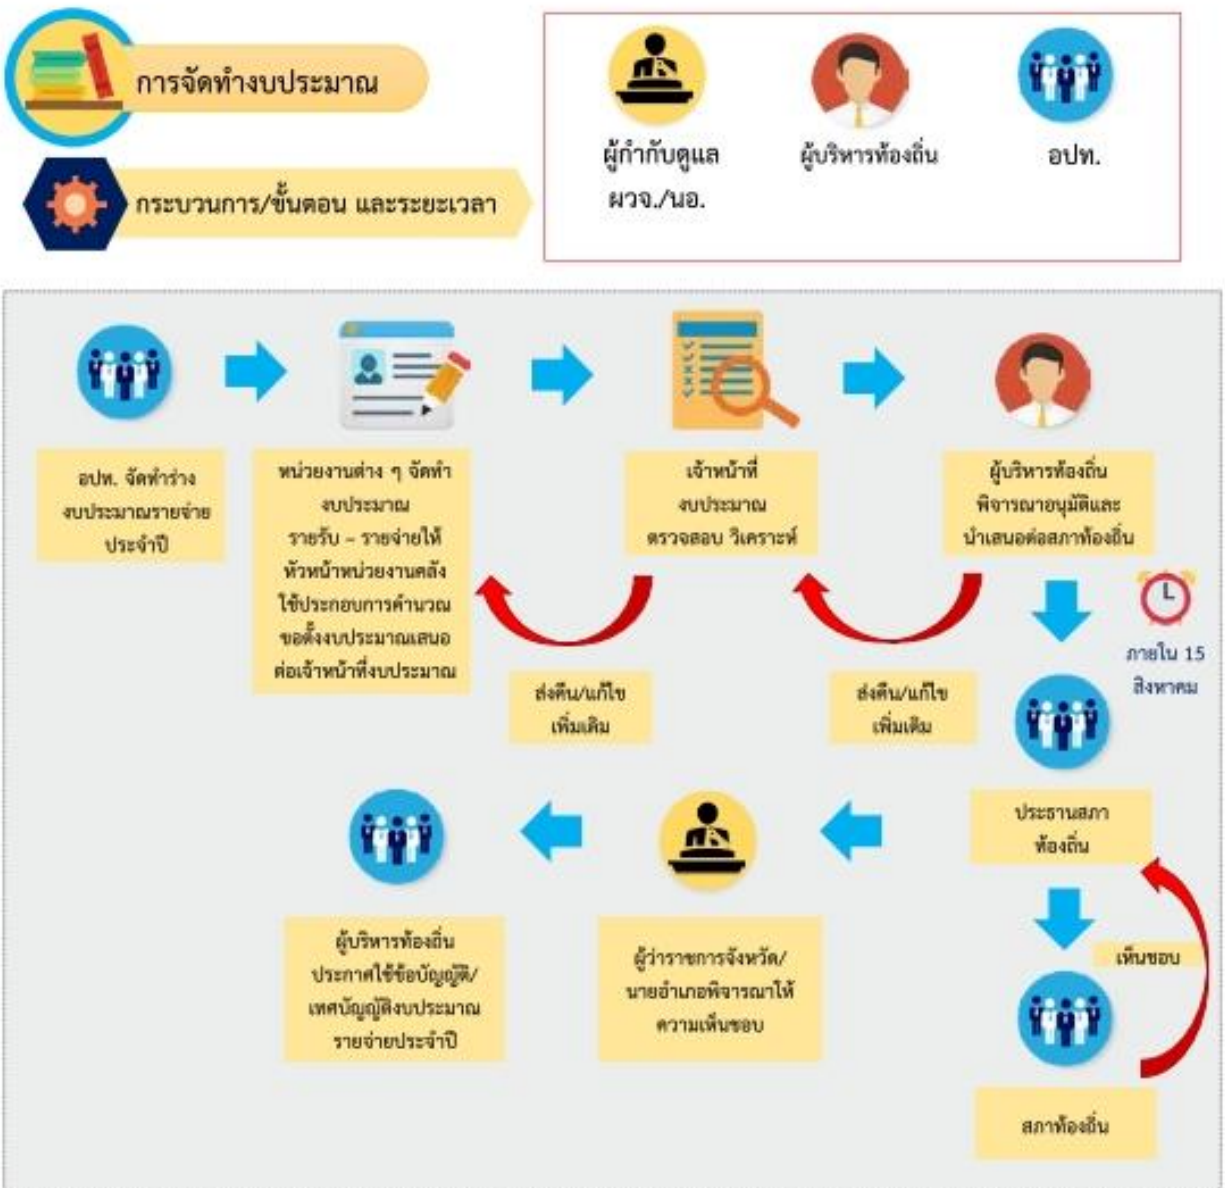 การจัดทำงบประมาณ
กระบวนการ/ขั้นตอน และระยะเวลา
ผู้กำกับดูแล
ผวจ./นอ.
ผู้บริหารท้องถิ่น
อปท.
อปท. จัดทำร่าง
งบประมาณรายจ่าย
ประจำปี
หน่วยงานต่าง ๆ จัดทำ
งบประมาณ
รายรับ – รายจ่ายให้
หัวหน้าหน่วยงานคลัง
ใช้ประกอบการคำนวณ
ขอตั้งงบประมาณเสนอ
ต่อเจ้าหน้าที่งบประมาณ
เจ้าหน้าที่
งบประมาณ
ตรวจสอบ วิเคราะห์
ผู้บริหารท้องถิ่น
พิจารณาอนุมัติและ
นำเสนอต่อสภาท้องถิ่น
ส่งคืน/แก้ไข
เพิ่มเติม
ส่งคืน/แก้ไข
เพิ่มเติม
ภายใน 15
สิงหาคม
ประธานสภา
ท้องถิ่น
เห็นชอบ
สภาท้องถิ่น
ผู้ว่าราชการจังหวัด/
นายอำเภอพิจารณาให้
ความเห็นชอบ
ผู้บริหารท้องถิ่น
ประกาศใช้ข้อบัญญัติ/
เทศบัญญัติงบประมาณ
รายจ่ายประจำปี